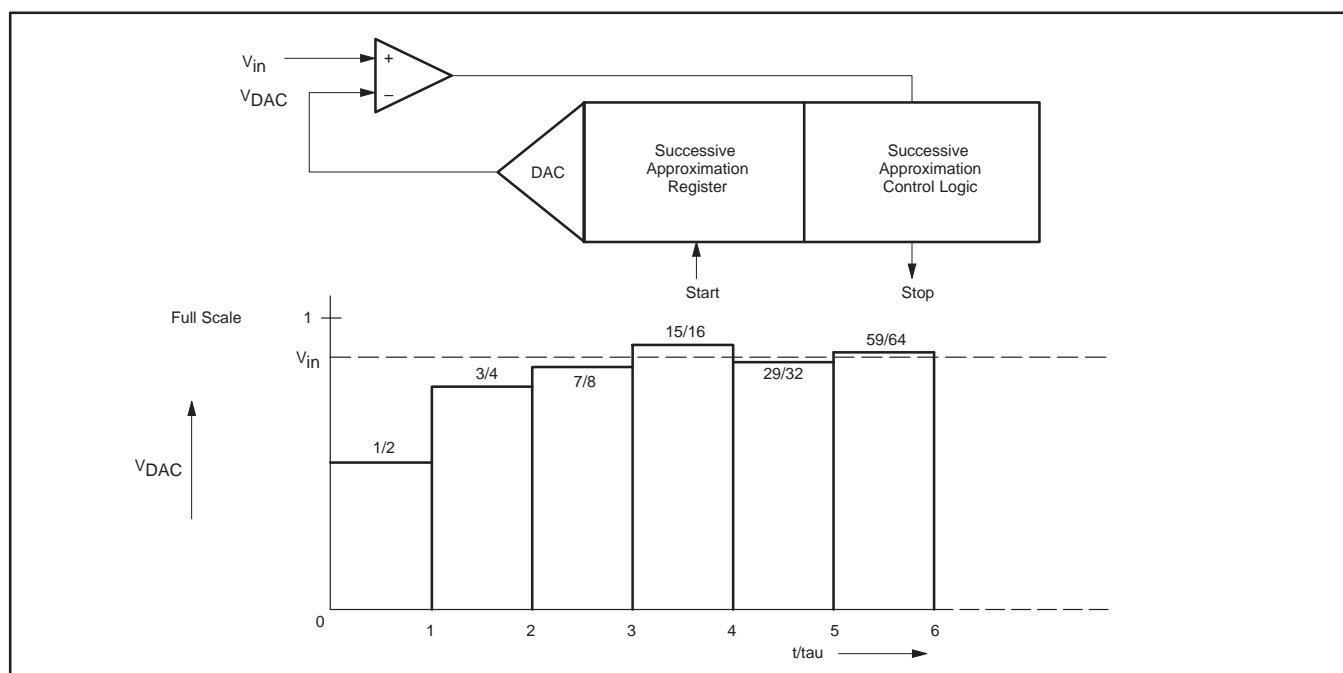 Vin
VDAC
+
–
DAC
Successive
Approximation
Register
Successive
Approximation
Control Logic
Start
Stop
Full Scale
1
Vin
VDAC
1/2
3/4
7/8
15/16
29/32
59/64
0
1
2
3
4
5
6
t/tau